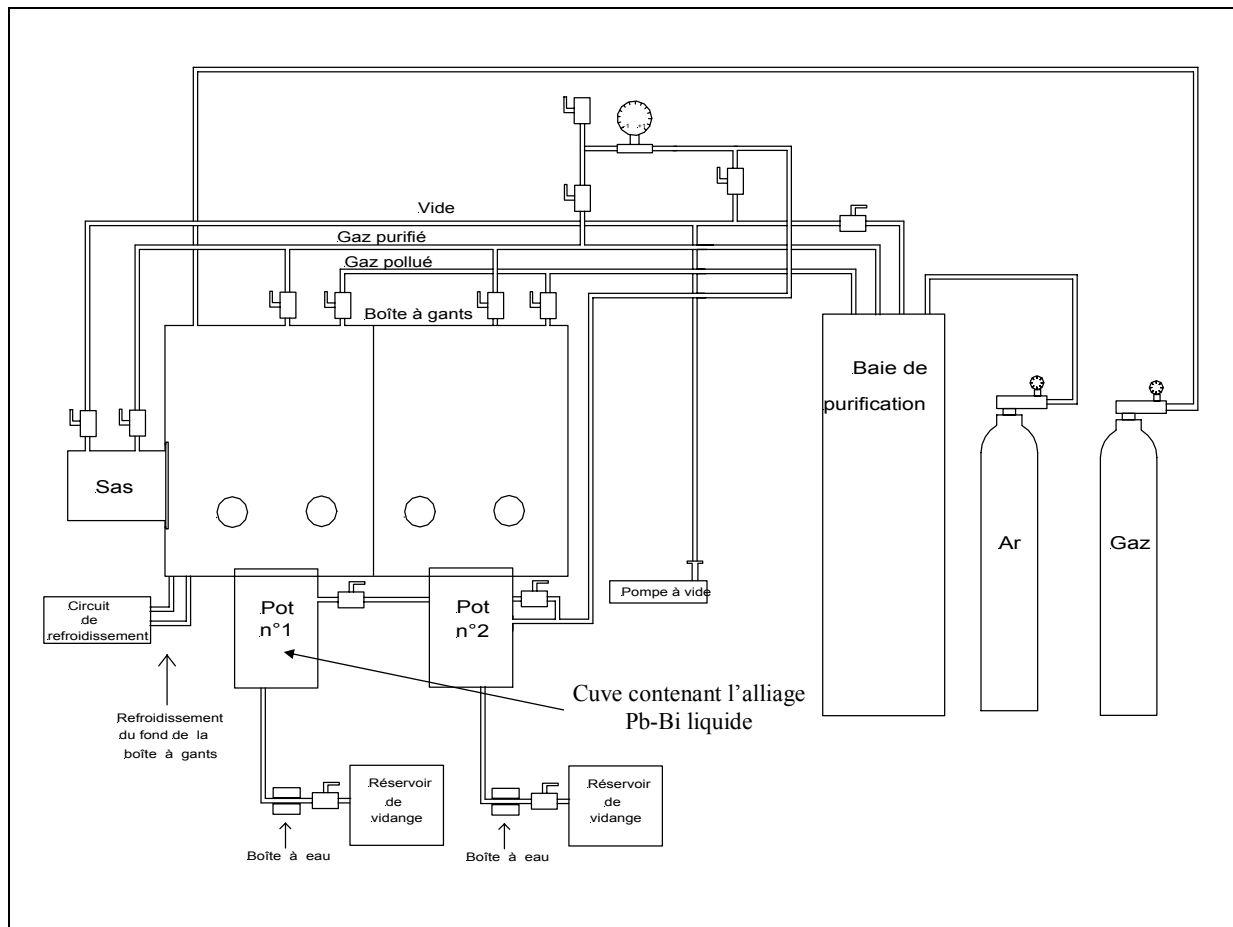 Vide
Gaz purifié
Gaz pollué
Boîte à gants
Baie de
purification
Sas
Ar
Gaz
Circuit
de
refroidissement
Pot
n°1
Pot
n°2
Pompe à vide
Cuve contenant l’alliage
Pb-Bi liquide
Refroidissement
du fond de la
boîte à gants
Réservoir
de
vidange
Réservoir
de
vidange
Boîte à eau
Boîte à eau